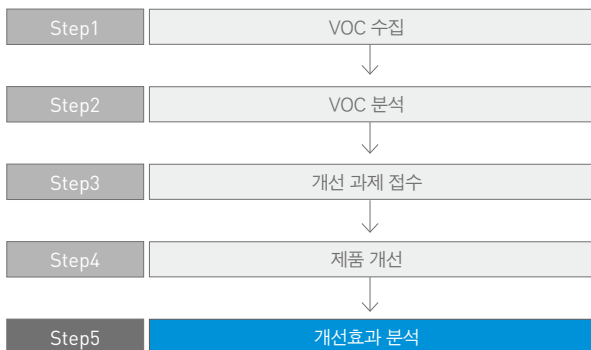 Step1 VOC 수집
Step2 VOC 분석
Step3 개선 과제 접수
Step4 제품 개선
Step5 개선효과 분석